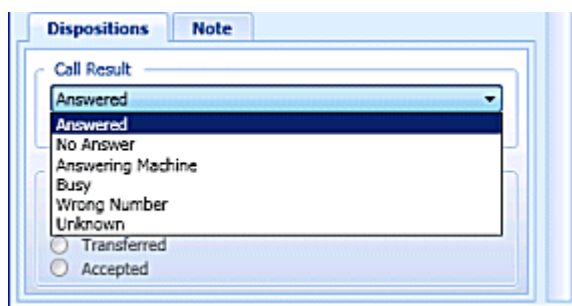 Dispositions Note
Call Result
Answered
Answered
No Answer
Answering Machine
Busy
Wrong Number
Unknown
Transferred
Accepted